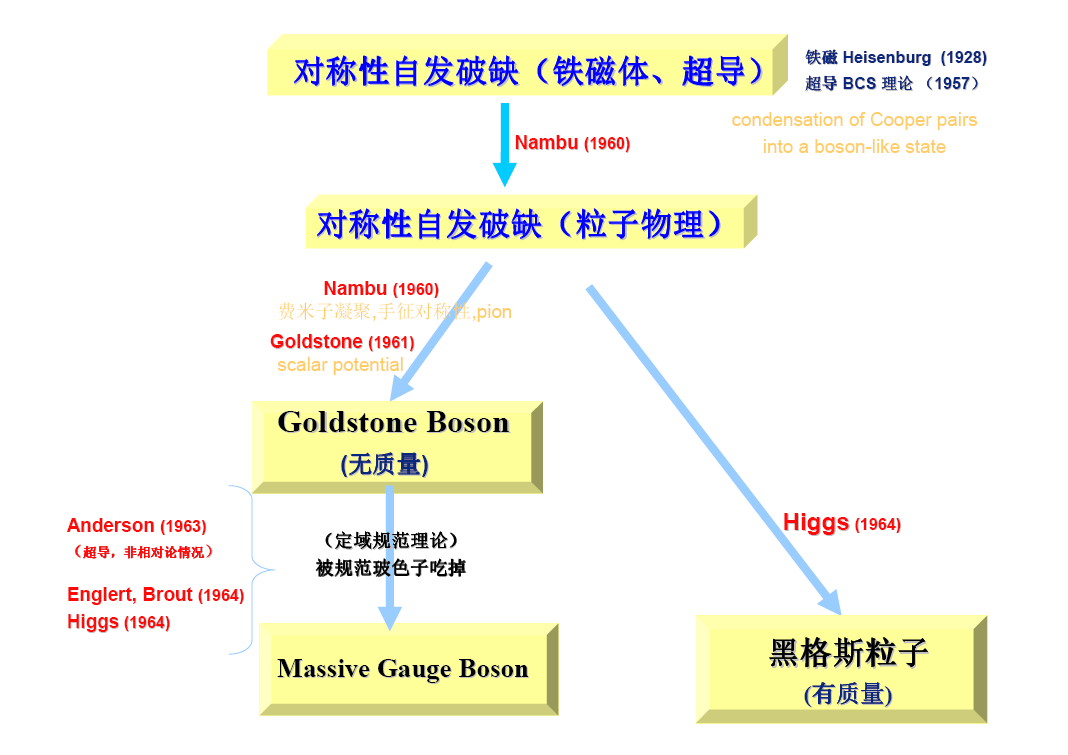 对称性自发破缺（铁磁体、超导）
铁磁 Heisenburg (1928)
超导 BCS 理论 （1957）
condensation of Cooper pairs
into a boson-like state
Nambu (1960)
对称性自发破缺（粒子物理）
Nambu (1960)
费米子凝聚,手征对称性,pion
Goldstone (1961)
scalar potential
Goldstone Boson
(无质量)
Anderson (1963)
（超导，非相对论情况）
Englert, Brout (1964)
Higgs (1964)
（定域规范理论）
被规范玻色子吃掉
Massive Gauge Boson
Higgs (1964)
黑格斯粒子
(有质量)